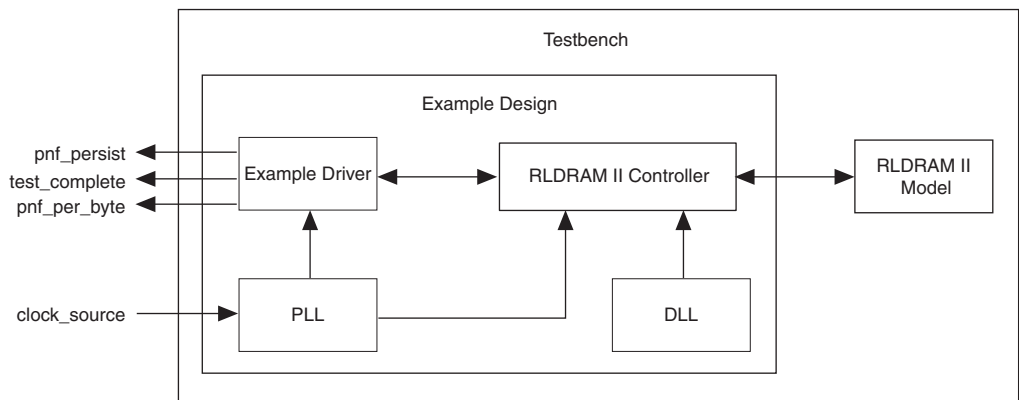 Testbench
Example Design
pnf_persist
test_complete
pnf_per_byte
Example Driver
RLDRAM II Controller
RLDRAM II
Model
clock_source
PLL
DLL